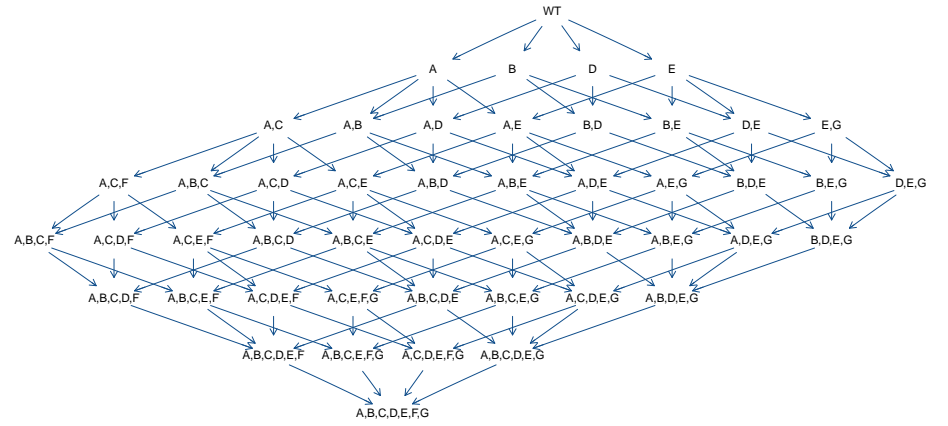 WT
A B D E
A,C A,B A,D A,E B,D B,E D,E E,G
A,C,F A,B,C A,C,D A,C,E A,B,D A,B,E A,D,E A,E,G B,D,E B,E,G D,E,G
A,B,C,F A,C,D,F A,C,E,F A,B,C,D A,B,C,E A,C,D,E A,C,E,G A,B,D,E A,B,E,G A,D,E,G B,D,E,G
A,B,C,D,F A,B,C,E,F A,C,D,E,F A,C,E,F,G A,B,C,D,E A,B,C,E,G A,C,D,E,G A,B,D,E,G
A,B,C,D,E,F A,B,C,E,F,G A,C,D,E,F,G A,B,C,D,E,G
A,B,C,D,E,F,G